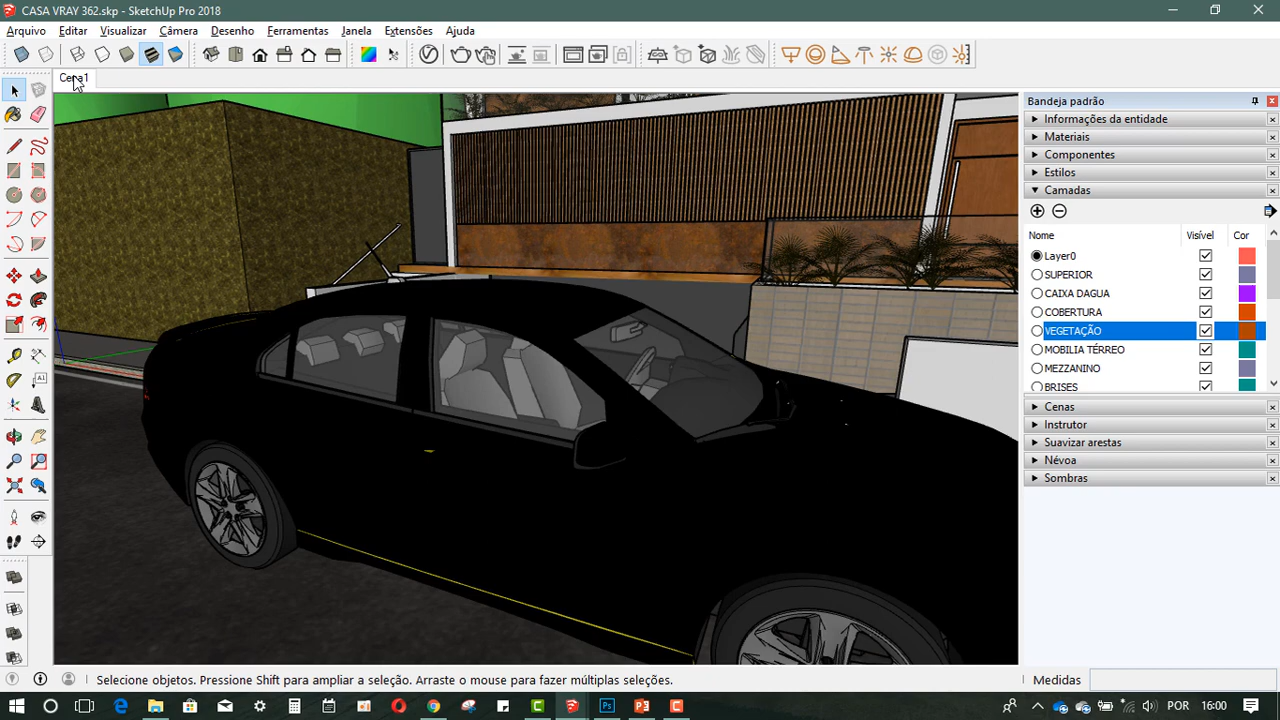 CASA VRAY 362.skp - SketchUp Pro 2018
Arquivo Editar Visualizar Câmera Desenho Ferramentas Janela Extensões Ajuda
Cena1
Bandeja padrão
Informações da entidade
Materiais
Componentes
Estilos
Camadas
Nome Visível Cor
Layer0
SUPERIOR
CAIXA DAGUA
COBERTURA
VEGETAÇÃO
MOBILIA TÉRREO
MEZZANINO
BRISES
Cenas
Instrutor
Suavizar arestas
Névoa
Sombras
Selecione objetos. Pressione Shift para ampliar a seleção. Arraste o mouse para fazer múltiplas seleções.
Medidas
POR 16:00